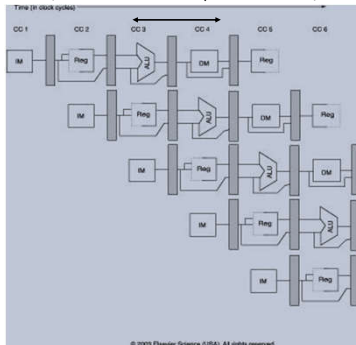 Time (in clock cycles)
CC 1 CC 2 CC 3 CC 4 CC 5 CC 6
IM Reg ALU DM Reg
IM Reg ALU DM Reg
IM Reg ALU DM
IM Reg ALU
IM Reg
© 2003 Elsevier Science (USA). All rights reserved.